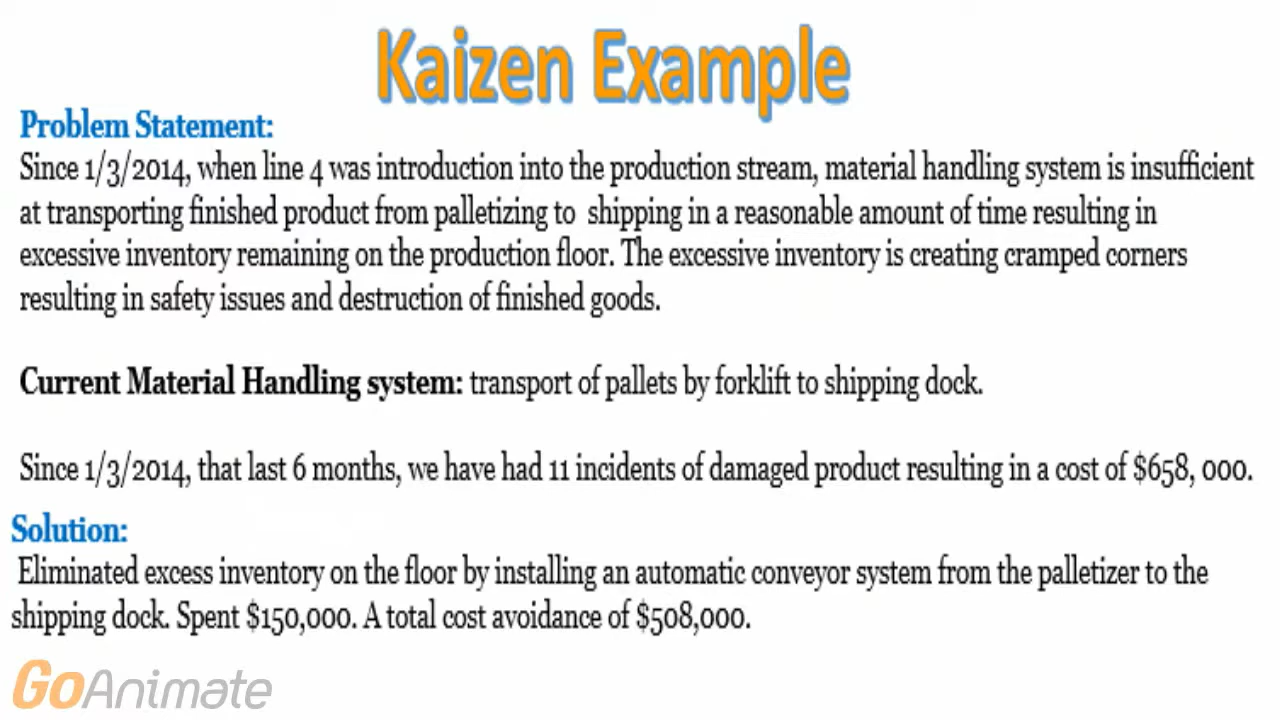 Kaizen Example
Problem Statement:
Since 1/3/2014, when line 4 was introduction into the production stream, material handling system is insufficient
at transporting finished product from palletizing to shipping in a reasonable amount of time resulting in
excessive inventory remaining on the production floor. The excessive inventory is creating cramped corners
resulting in safety issues and destruction of finished goods.
Current Material Handling system: transport of pallets by forklift to shipping dock.
Since 1/3/2014, that last 6 months, we have had 11 incidents of damaged product resulting in a cost of $658, 000.
Solution:
Eliminated excess inventory on the floor by installing an automatic conveyor system from the palletizer to the
shipping dock. Spent $150,000. A total cost avoidance of $508,000.
GoAnimate